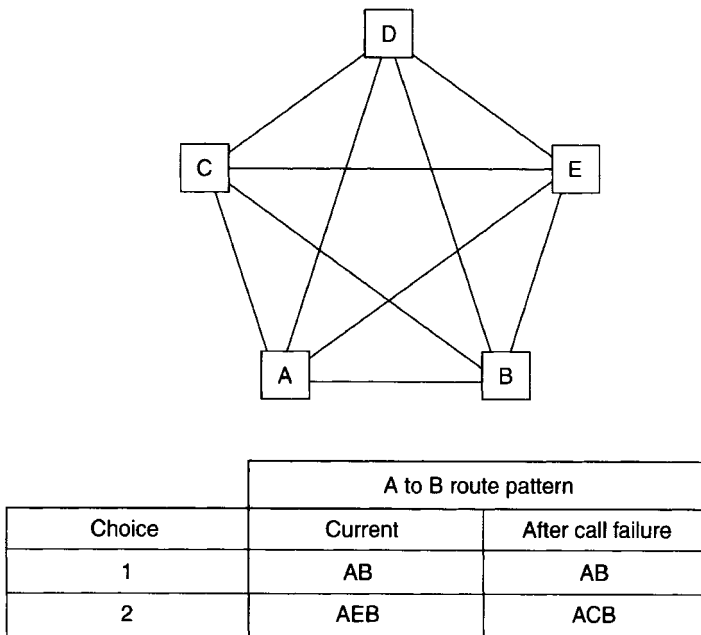 D
C E
A B
A to B route pattern
Choice Current After call failure
1 AB AB
2 AEB ACB